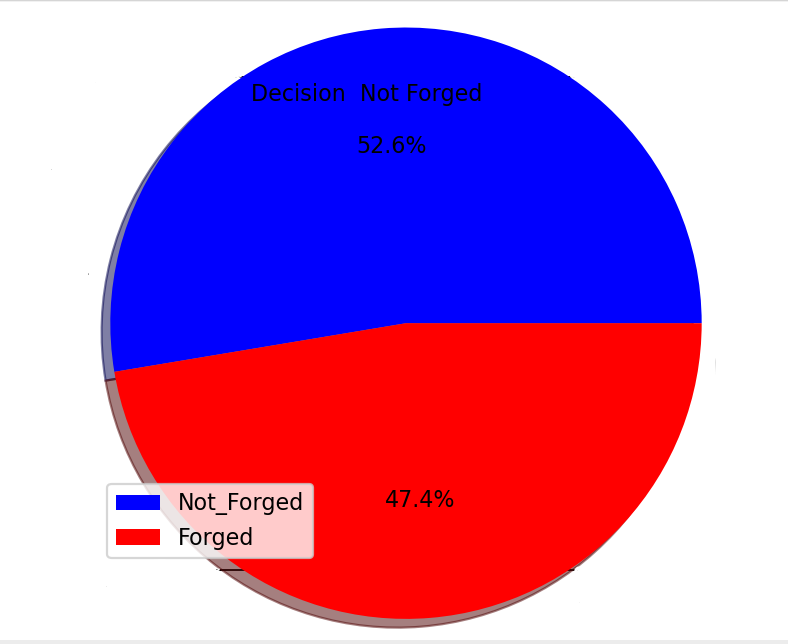 Decision  Not Forged
52.6%
47.4%
Not_Forged
Forged